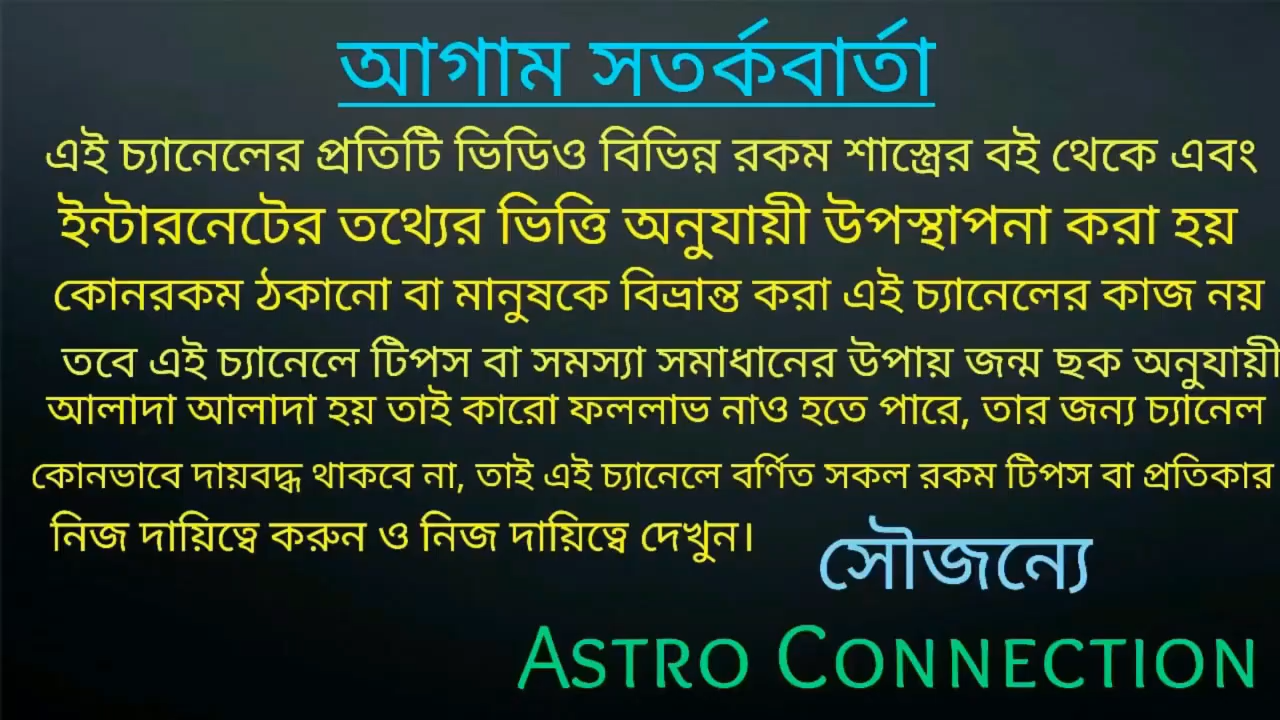 আগাম সতর্কবার্তা
এই চ্যানেলের প্রতিটি ভিডিও বিভিন্ন রকম শাস্ত্রের বই থেকে এবং
ইন্টারনেটের তথ্যের ভিত্তি অনুযায়ী উপস্থাপনা করা হয়
কোনরকম ঠকানো বা মানুষকে বিভ্রান্ত করা এই চ্যানেলের কাজ নয়
তবে এই চ্যানেলে টিপস বা সমস্যা সমাধানের উপায় জন্ম ছক অনুযায়ী
আলাদা আলাদা হয় তাই কারো ফললাভ নাও হতে পারে, তার জন্য চ্যানেল
কোনভাবে দায়বদ্ধ থাকবে না, তাই এই চ্যানেলে বর্ণিত সকল রকম টিপস বা প্রতিকার
নিজ দায়িত্বে করুন ও নিজ দায়িত্বে দেখুন।
সৌজন্যে
ASTRO CONNECTION